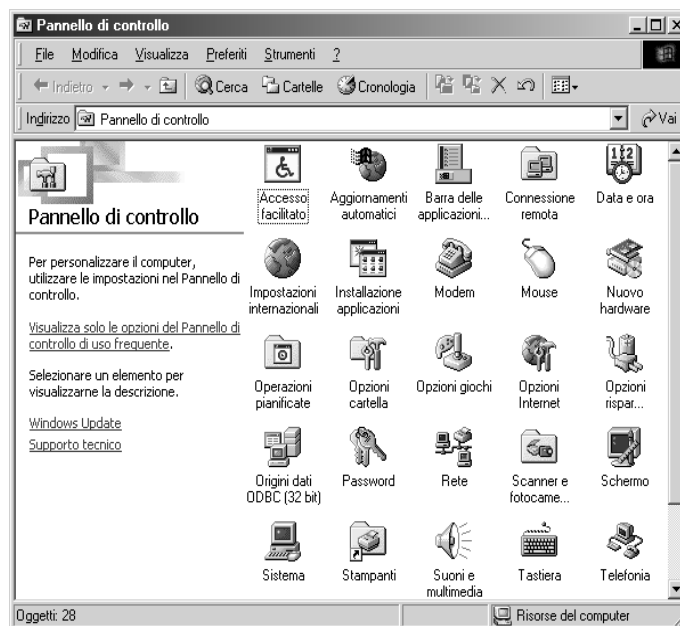 Pannello di controllo
File Modifica Visualizza Preferiti Strumenti ?
Indietro Cerca Cartelle Cronologia
Indirizzo Pannello di controllo Vai
Pannello di controllo
Per personalizzare il computer,
utilizzare le impostazioni nel Pannello di
controllo.
Visualizza solo le opzioni del Pannello di
controllo di uso frequente.
Selezionare un elemento per
visualizzarne la descrizione.
Windows Update
Supporto tecnico
Accesso
facilitato
Aggiornamenti
automatici
Barra delle
applicazioni...
Connessione
remota
Data e ora
Impostazioni
internazionali
Installazione
applicazioni
Modem
Mouse
Nuovo
hardware
Operazioni
pianificate
Opzioni
cartella
Opzioni giochi
Opzioni
Internet
Opzioni
rispar...
Origini dati
ODBC (32 bit)
Password
Rete
Scanner e
fotocame...
Schermo
Sistema
Stampanti
Suoni e
multimedia
Tastiera
Telefonia
Oggetti: 28
Risorse del computer